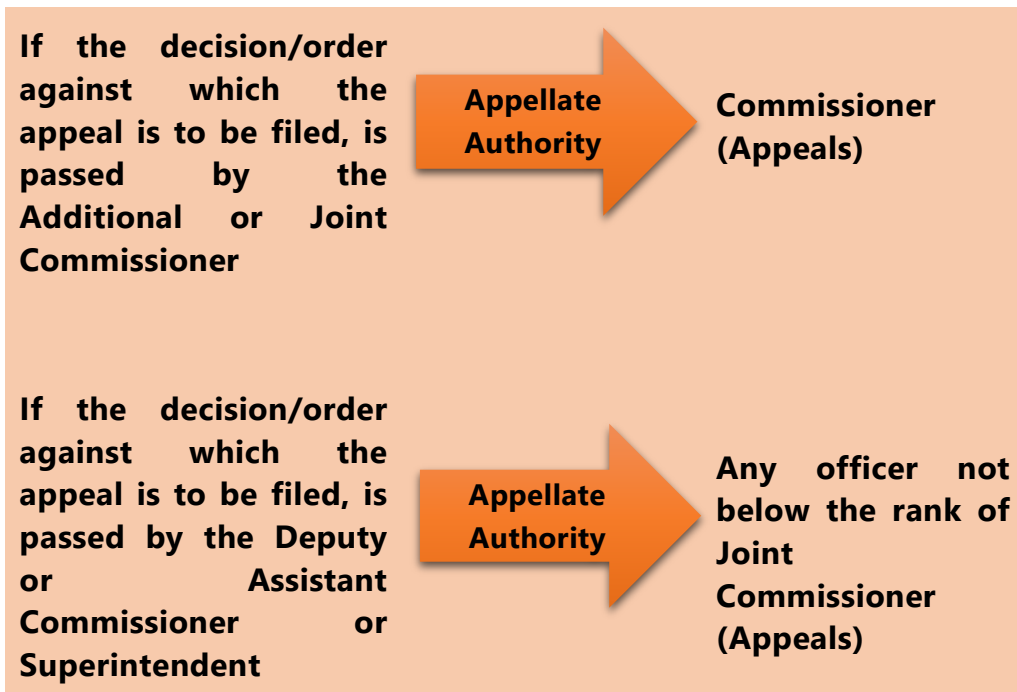 If the decision/order
against which the
appeal is to be filed, is
passed by the
Additional or Joint
Commissioner
Appellate
Authority
Commissioner
(Appeals)
If the decision/order
against which the
appeal is to be filed, is
passed by the Deputy
or Assistant
Commissioner or
Superintendent
Appellate
Authority
Any officer not
below the rank of
Joint
Commissioner
(Appeals)